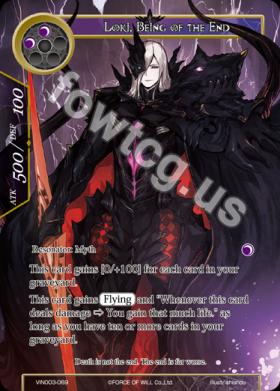 Loki, Being of the End
ATK 500/DEF 100
fowtcg.us
Resonator: Myth
This card gains [0/+100] for each card in your
graveyard.
This card gains Flying and "Whenever this card
deals damage ⇒ You gain that much life." as
long as you have ten or more cards in your
graveyard.
Death is not the end. The end is far worse.
VIN003-069
©FORCE OF WILL Co.,Ltd.